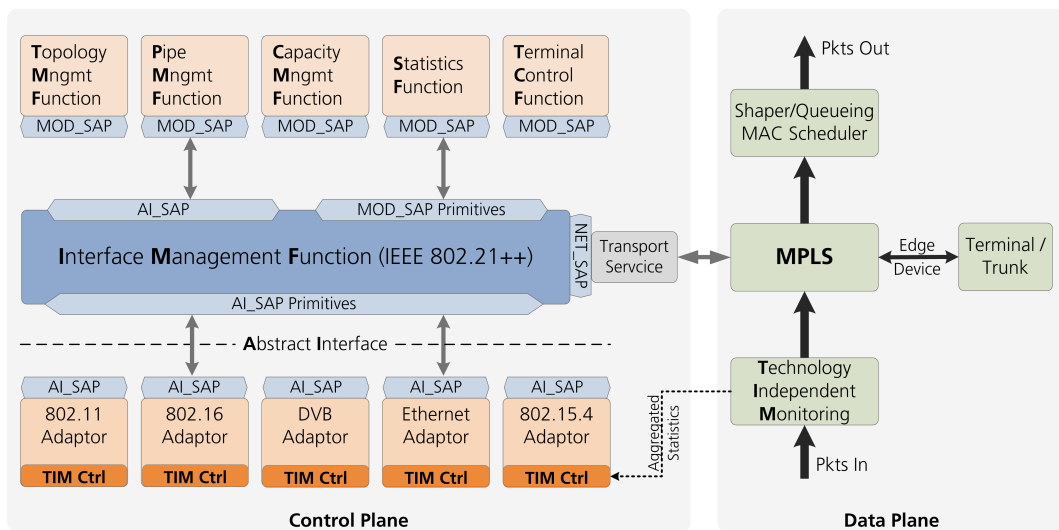 Topology
Mngmt
Function
MOD_SAP
Pipe
Mngmt
Function
MOD_SAP
Capacity
Mngmt
Function
MOD_SAP
Statistics
Function
MOD_SAP
Terminal
Control
Function
MOD_SAP
AI_SAP
MOD_SAP Primitives
Interface Management Function (IEEE 802.21++)
NET_SAP
Transport
Servcice
AI_SAP Primitives
Abstract Interface
AI_SAP
802.11
Adaptor
TIM Ctrl
AI_SAP
802.16
Adaptor
TIM Ctrl
AI_SAP
DVB
Adaptor
TIM Ctrl
AI_SAP
Ethernet
Adaptor
TIM Ctrl
AI_SAP
802.15.4
Adaptor
TIM Ctrl
Aggregated
Statistics
Control Plane
Pkts Out
Shaper/Queueing
MAC Scheduler
MPLS
Edge
Device
Terminal /
Trunk
Technology
Independent
Monitoring
Pkts In
Data Plane